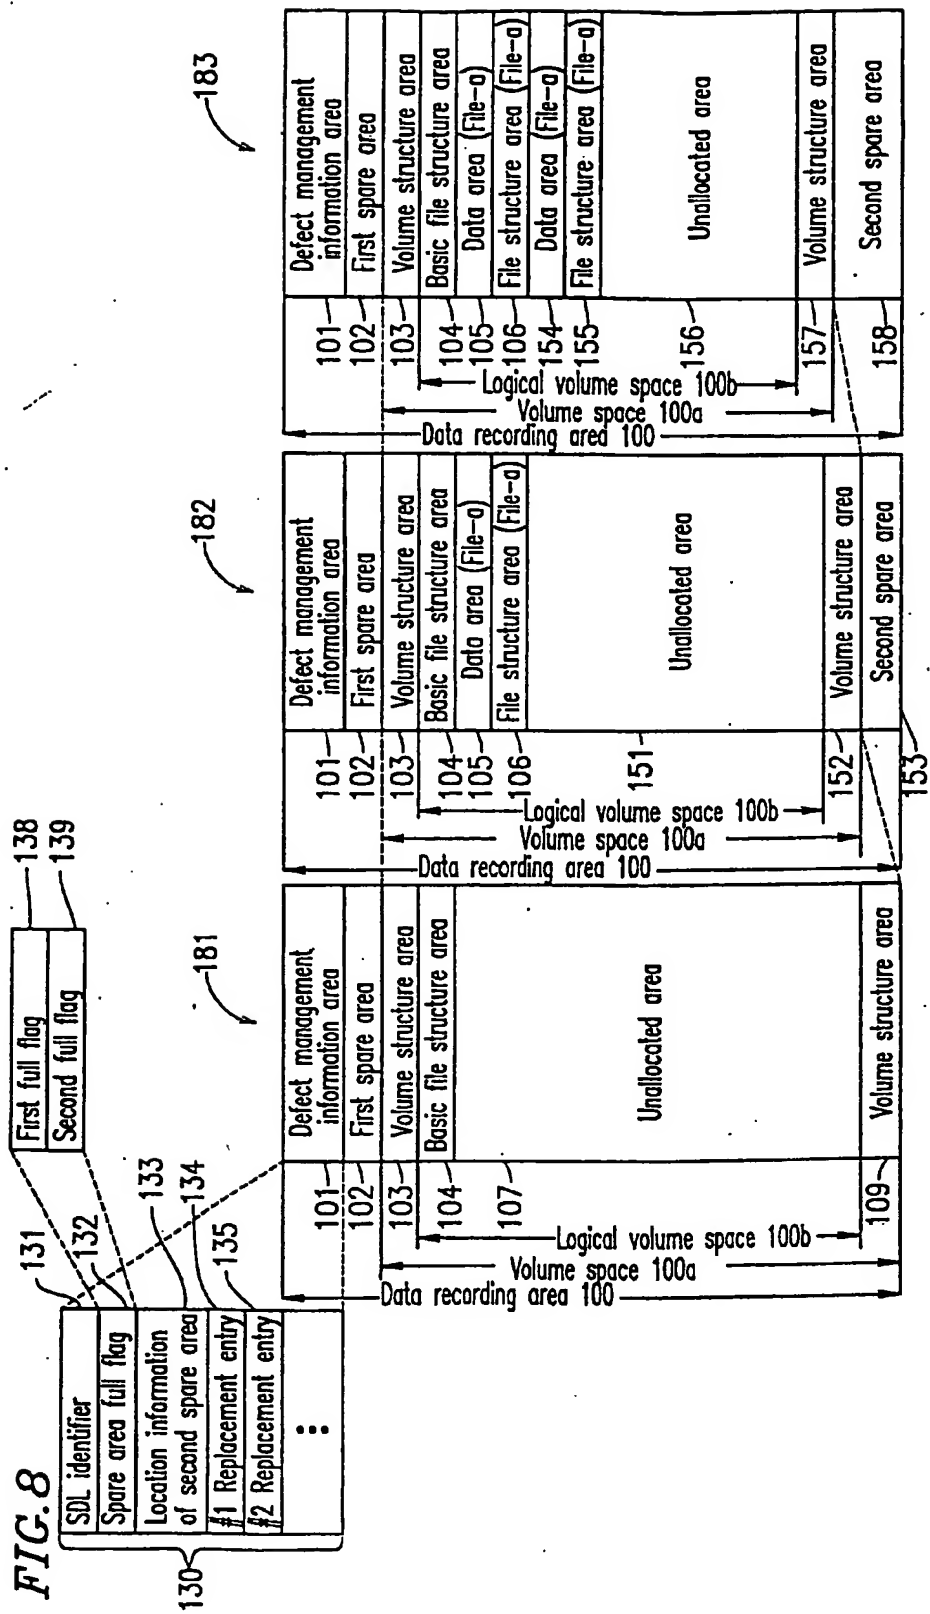 FIG.8
130
SDL identifier
Spare area full flag
Location information
of second spare area
#1 Replacement entry
#2 Replacement entry
131
132
133
134
135
First full flag
Second full flag
138
139
181
Defect management
information area
First spare area
Volume structure area
Basic file structure area
Unallocated area
Volume structure area
101
102
103
104
107
109
Logical volume space 100b
Volume space 100a
Data recording area 100
182
Defect management
information area
First spare area
Volume structure area
Basic file structure area
Data area (File-a)
File structure area (File-a)
Unallocated area
Volume structure area
Second spare area
101
102
103
104
105
106
151
152
153
Logical volume space 100b
Volume space 100a
Data recording area 100
183
Defect management
information area
First spare area
Volume structure area
Basic file structure area
Data area (File-a)
File structure area (File-a)
Data area (File-a)
File structure area (File-a)
Unallocated area
Volume structure area
Second spare area
101
102
103
104
105
106
154
155
156
157
158
Logical volume space 100b
Volume space 100a
Data recording area 100